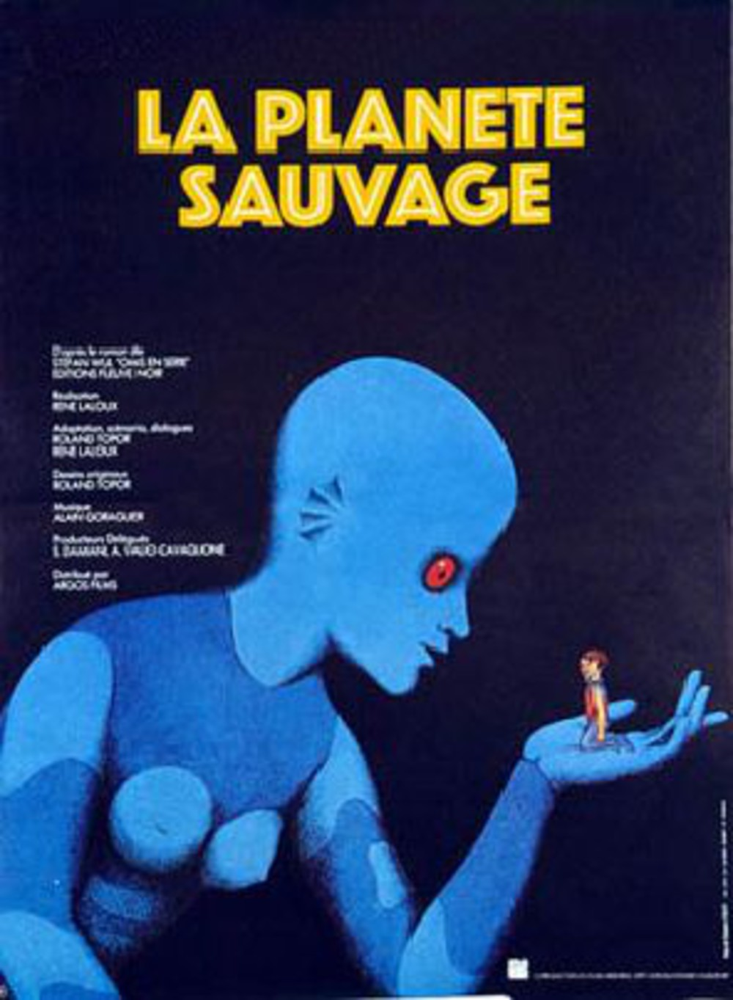 LA PLANETE
SAUVAGE
D'après le roman de
STEFAN WUL "OMS EN SERIE"
EDITIONS FLEUVE NOIR
Réalisation
RENE LALOUX
Adaptation, scénario, dialogues
ROLAND TOPOR
RENE LALOUX
Dessins originaux
ROLAND TOPOR
Musique
ALAIN GORAGUER
Producteurs Délégués
S. DAMIANI, A. VALIO CAVAGLIONE
Distribué par
ARGOS FILMS